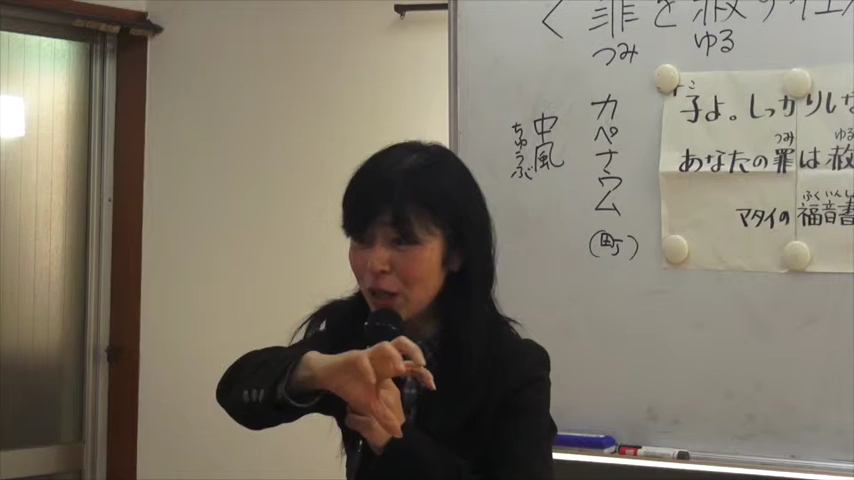 く罪を赦す
つみ ゆる
カペナウム
(町)
中風
ちゅうぶ
子よ。しっかりしな
こ
あなたの罪は赦
つみ ゆる
マタイの福音書
ふくいんし